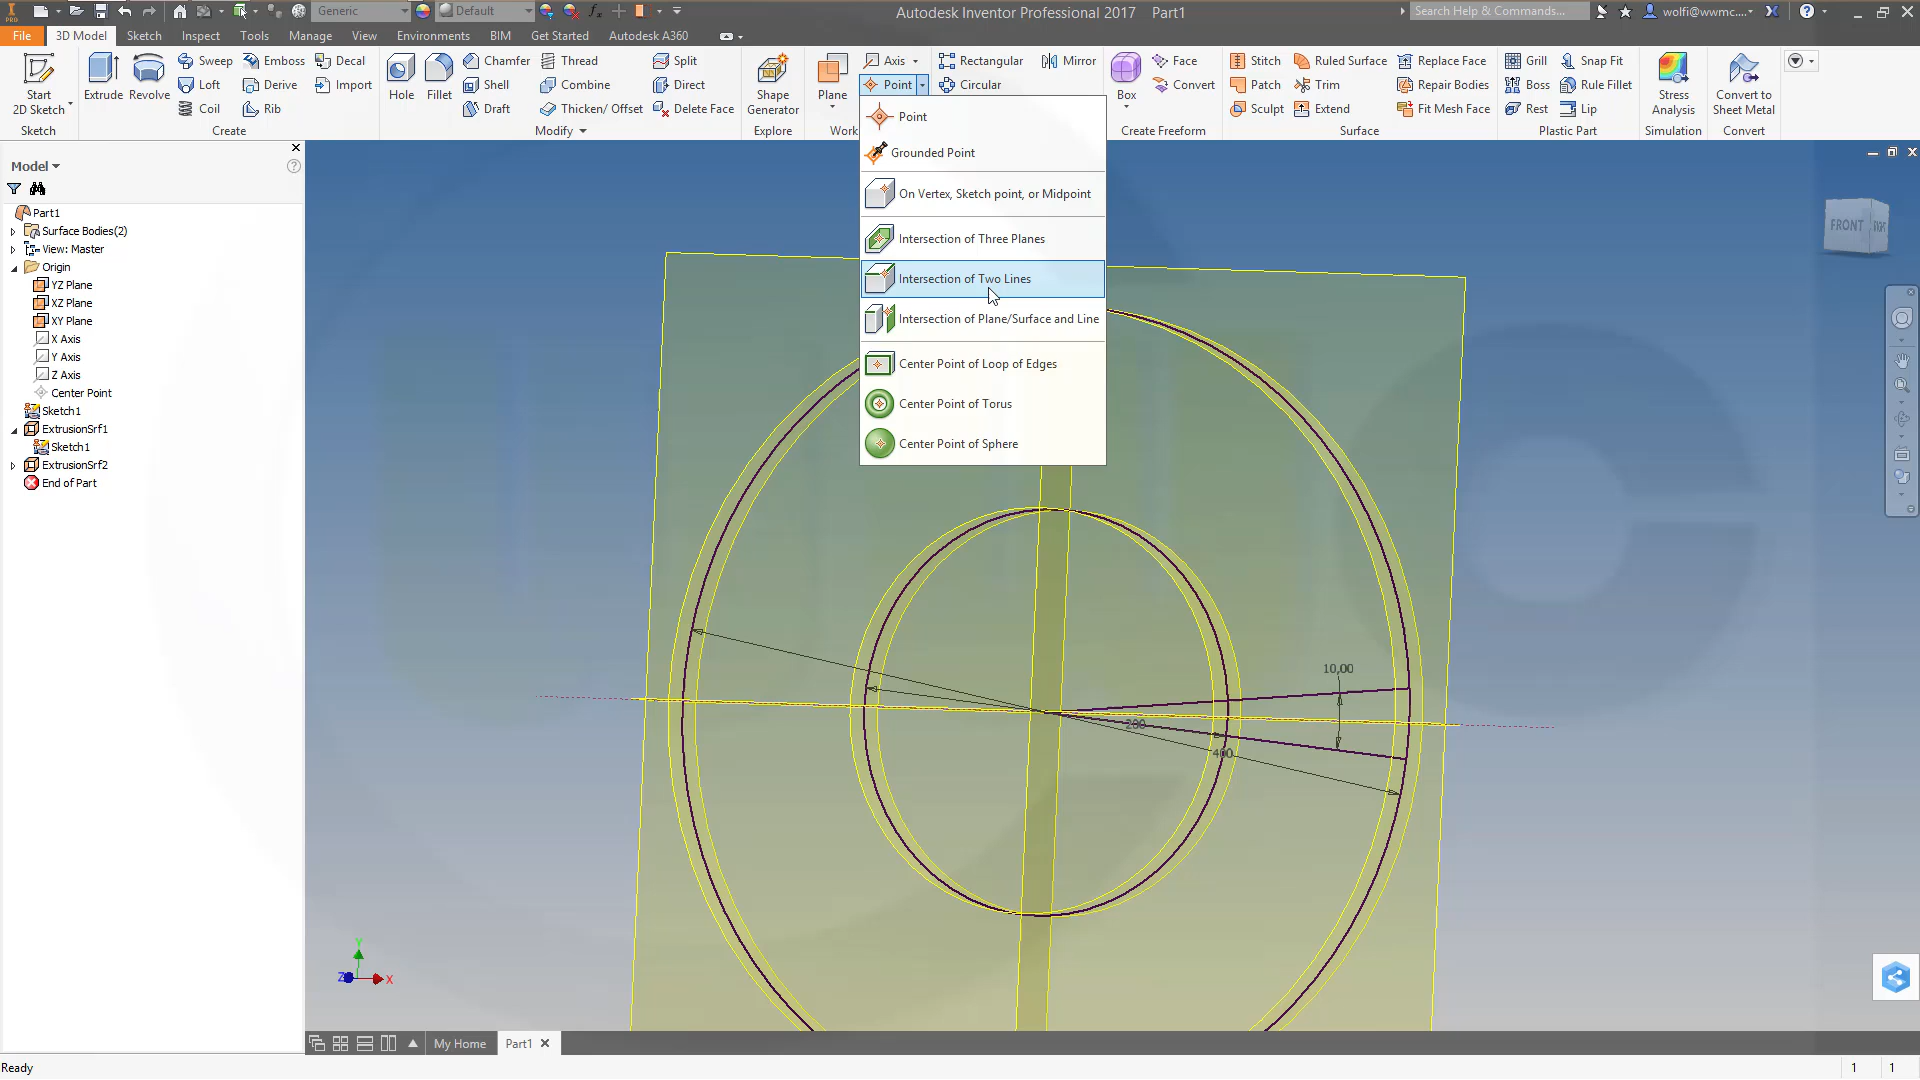 Generic
Default
Autodesk Inventor Professional 2017 Part1
Search Help & Commands...
wolfi@wwmc....
PRO
File
3D Model
Sketch
Inspect
Tools
Manage
View
Environments
BIM
Get Started
Autodesk A360
Start
2D Sketch
Sketch
Extrude
Revolve
Sweep
Loft
Coil
Emboss
Derive
Rib
Decal
Import
Create
Hole
Fillet
Chamfer
Shell
Draft
Thread
Combine
Thicken/ Offset
Split
Direct
Delete Face
Modify
Shape
Generator
Explore
Plane
Work
Axis
Point
Rectangular
Circular
Mirror
Box
Face
Convert
Create Freeform
Stitch
Patch
Sculpt
Ruled Surface
Trim
Extend
Replace Face
Repair Bodies
Fit Mesh Face
Surface
Grill
Boss
Rest
Snap Fit
Rule Fillet
Lip
Plastic Part
Stress
Analysis
Simulation
Convert to
Sheet Metal
Convert
Point
Grounded Point
On Vertex, Sketch point, or Midpoint
Intersection of Three Planes
Intersection of Two Lines
Intersection of Plane/Surface and Line
Center Point of Loop of Edges
Center Point of Torus
Center Point of Sphere
Model
Part1
Surface Bodies(2)
View: Master
Origin
YZ Plane
XZ Plane
XY Plane
X Axis
Y Axis
Z Axis
Center Point
Sketch1
ExtrusionSrf1
Sketch1
ExtrusionSrf2
End of Part
FRONT
10,00
200
400
Y
Z
X
My Home
Part1
Ready
1
1